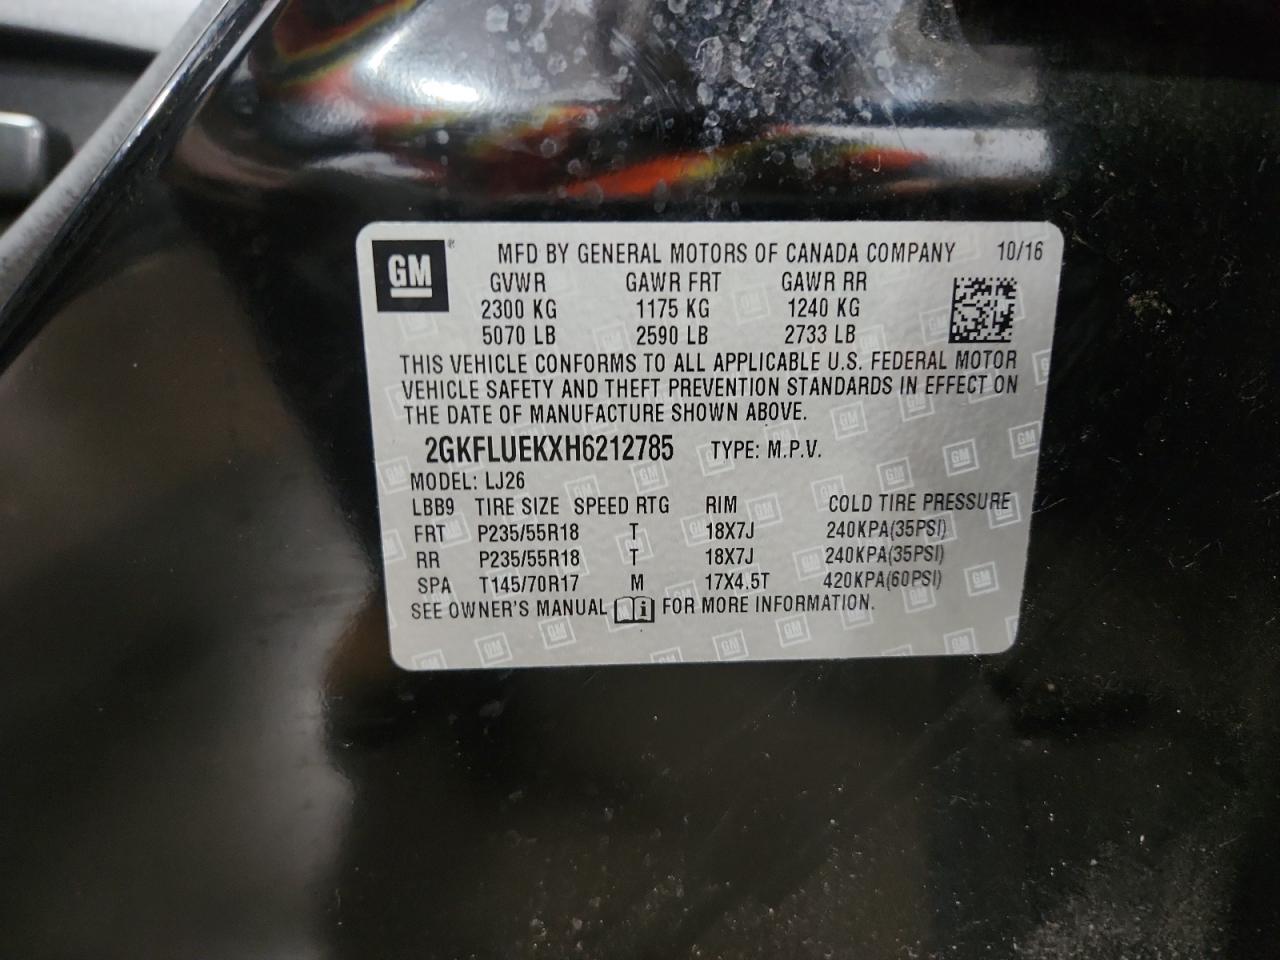 GM ® MFD BY GENERAL MOTORS OF CANADA COMPANY 10/16
GVWR GAWR FRT GAWR RR
2300 KG 1175 KG 1240 KG
5070 LB 2590 LB 2733 LB
THIS VEHICLE CONFORMS TO ALL APPLICABLE U.S. FEDERAL MOTOR
VEHICLE SAFETY AND THEFT PREVENTION STANDARDS IN EFFECT ON
THE DATE OF MANUFACTURE SHOWN ABOVE.
2GKFLUEKXH6212785 TYPE: M.P.V.
MODEL: LJ26
LBB9 TIRE SIZE SPEED RTG RIM COLD TIRE PRESSURE
FRT P235/55R18 T 18X7J 240KPA(35PSI)
RR P235/55R18 T 18X7J 240KPA(35PSI)
SPA T145/70R17 M 17X4.5T 420KPA(60PSI)
SEE OWNER'S MANUAL i FOR MORE INFORMATION.